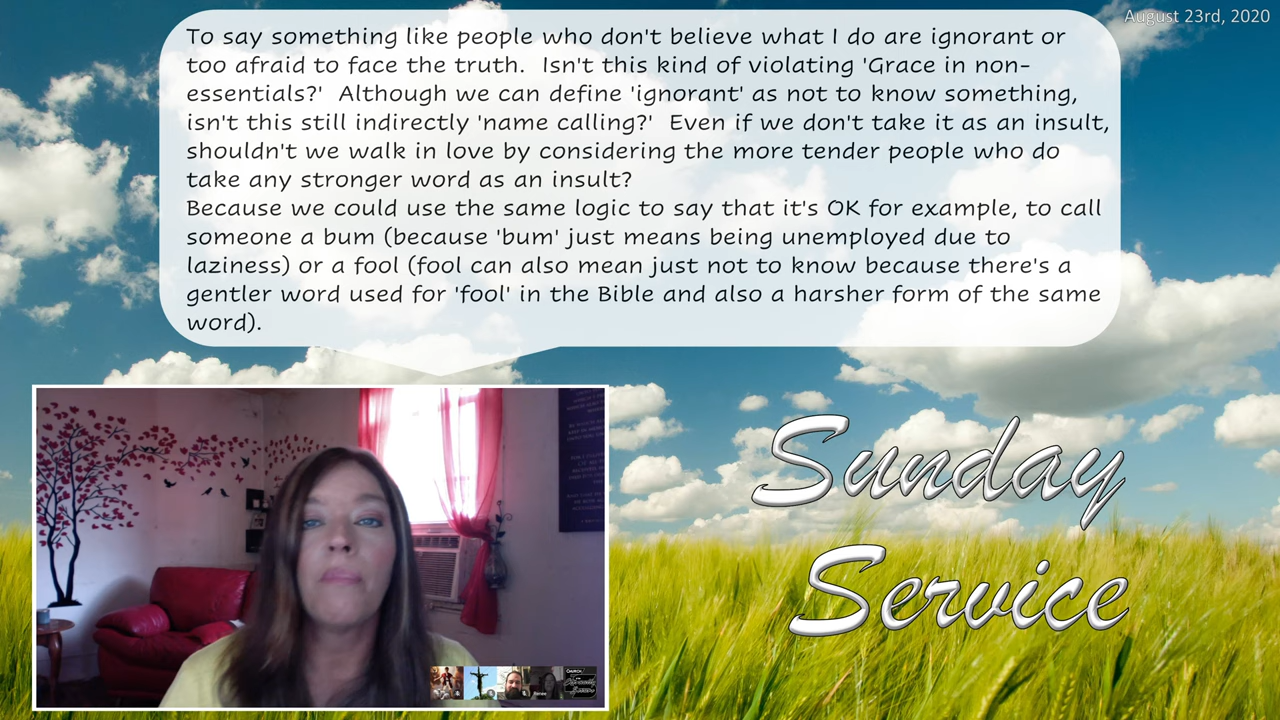 August 23rd, 2020
To say something like people who don't believe what I do are ignorant or
too afraid to face the truth.  Isn't this kind of violating 'Grace in non-
essentials?'  Although we can define 'ignorant' as not to know something,
isn't this still indirectly 'name calling?'  Even if we don't take it as an insult,
shouldn't we walk in love by considering the more tender people who do
take any stronger word as an insult?
Because we could use the same logic to say that it's OK for example, to call
someone a bum (because 'bum' just means being unemployed due to
laziness) or a fool (fool can also mean just not to know because there's a
gentler word used for 'fool' in the Bible and also a harsher form of the same
word).
Sunday
Service
Renee
Church